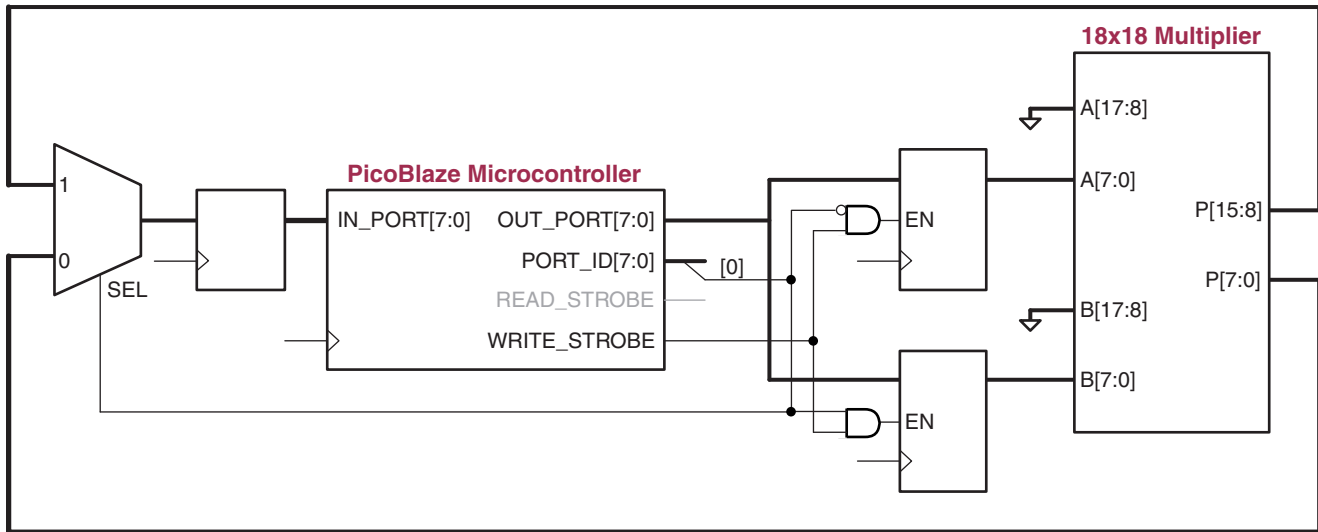 18x18 Multiplier
A[17:8]
PicoBlaze Microcontroller
1
A[7:0]
IN_PORT[7:0]
OUT_PORT[7:0]
EN
P[15:8]
0
PORT_ID[7:0]
[0]
P[7:0]
SEL
READ_STROBE
B[17:8]
WRITE_STROBE
B[7:0]
EN